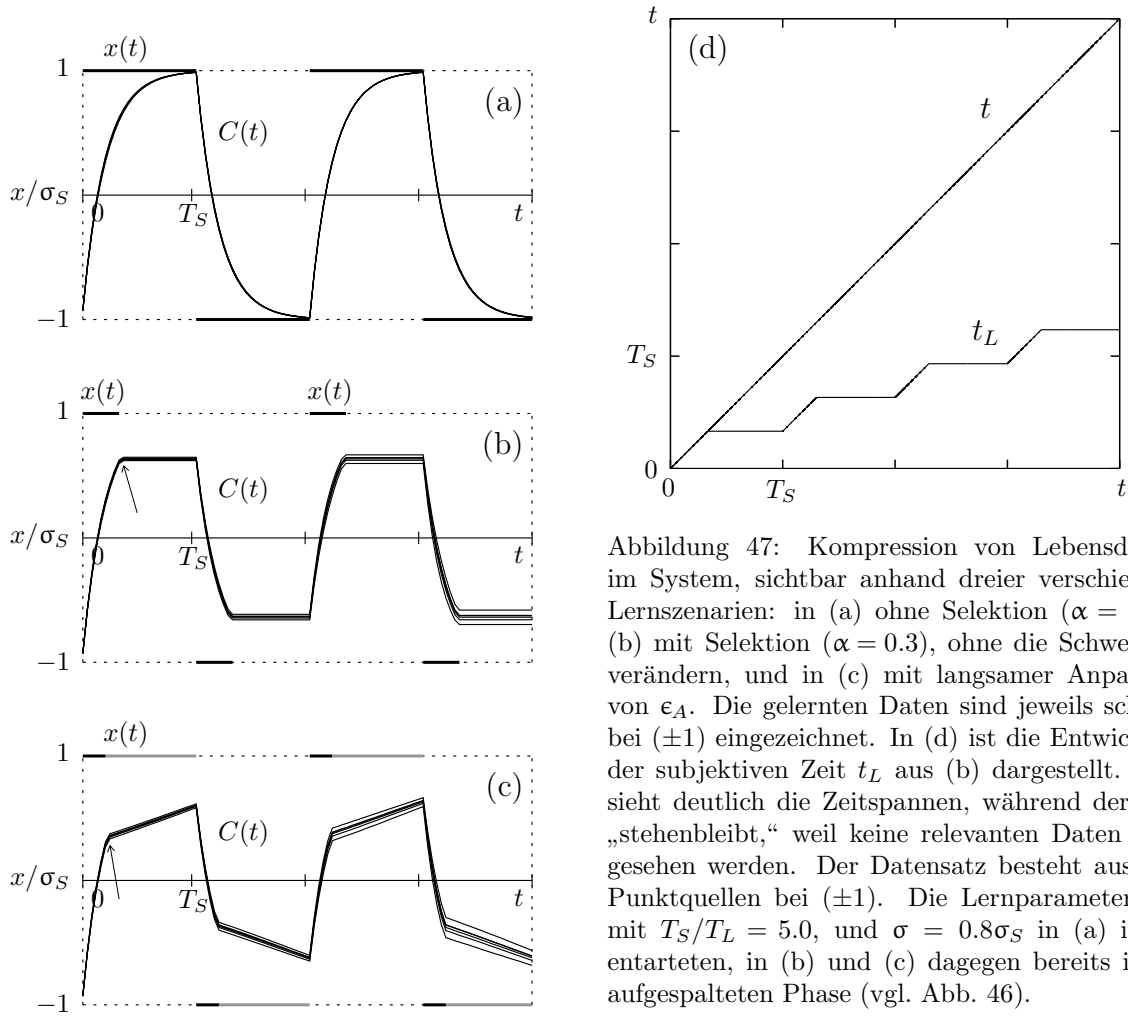 x(t)
1
(a)
C(t)
x/σ_S
0
T_S
t
−1
x(t)
x(t)
1
(b)
C(t)
x/σ_S
0
T_S
t
−1
x(t)
1
(c)
C(t)
x/σ_S
0
T_S
t
−1
t
(d)
t
T_S
t_L
0
0
T_S
t
Abbildung 47: Kompression von Lebensd
im System, sichtbar anhand dreier verschie
Lernszenarien: in (a) ohne Selektion (α =
(b) mit Selektion (α = 0.3), ohne die Schwe
verändern, und in (c) mit langsamer Anpa
von ϵ_A. Die gelernten Daten sind jeweils sch
bei (±1) eingezeichnet. In (d) ist die Entwic
der subjektiven Zeit t_L aus (b) dargestellt.
sieht deutlich die Zeitspannen, während der
„stehenbleibt,“ weil keine relevanten Daten
gesehen werden. Der Datensatz besteht aus
Punktquellen bei (±1). Die Lernparameter
mit T_S/T_L = 5.0, und σ = 0.8σ_S in (a) i
entarteten, in (b) und (c) dagegen bereits i
aufgespalteten Phase (vgl. Abb. 46).